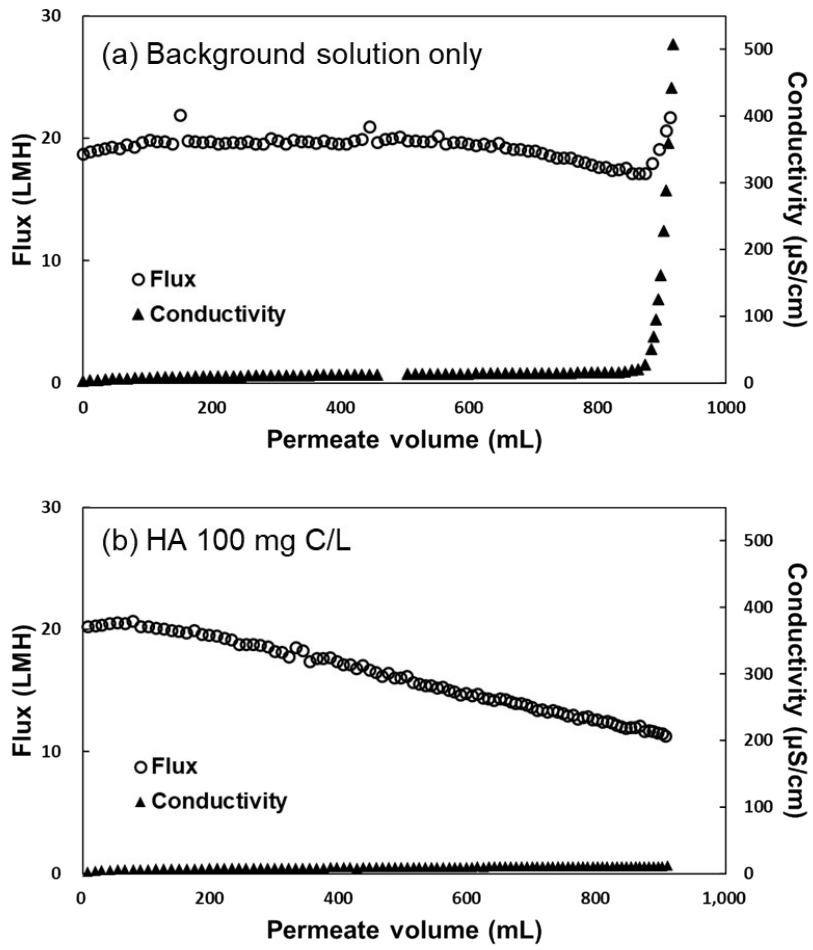 (a) Background solution only
30
20
10
0
Flux (LMH)
500
400
300
200
100
0
Conductivity (µS/cm)
Flux
Conductivity
0 200 400 600 800 1000
Permeate volume (mL)
(b) HA 100 mg C/L
30
20
10
0
Flux (LMH)
500
400
300
200
100
0
Conductivity (µS/cm)
Flux
Conductivity
0 200 400 600 800 1,000
Permeate volume (mL)